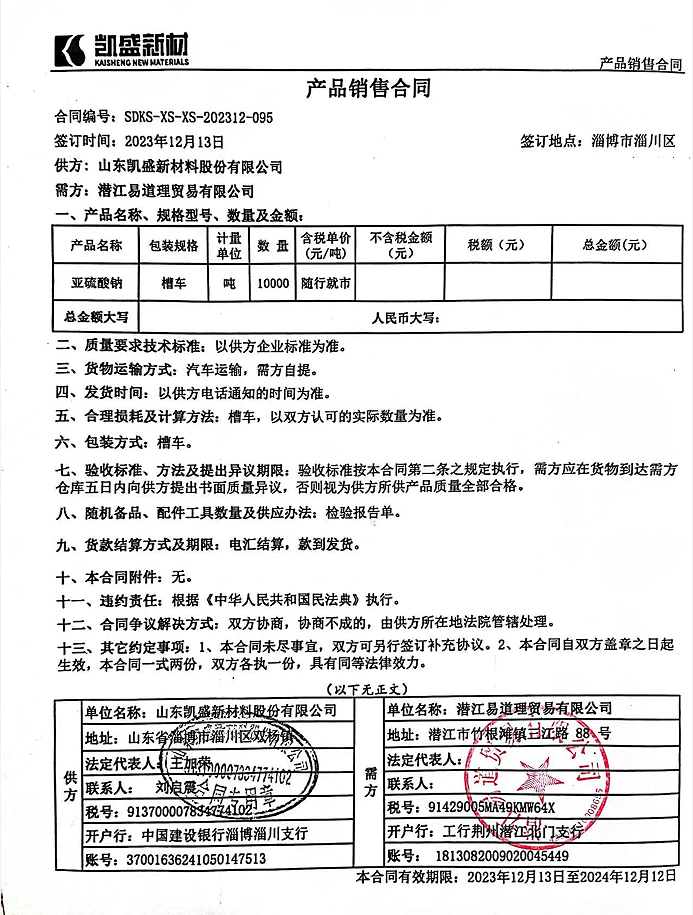 凯盛新材
KAISHENG NEW MATERIALS
产品销售合同
产品销售合同
合同编号：SDKS-XS-XS-202312-095
签订时间：2023年12月13日 签订地点：淄博市淄川区
供方：山东凯盛新材料股份有限公司
需方：潜江易道理贸易有限公司
一、产品名称、规格型号、数量及金额：
产品名称 包装规格 计量单位 数 量 含税单价(元/吨) 不含税金额（元） 税额（元） 总金额(元)
亚硫酸钠 槽车 吨 10000 随行就市
总金额大写 人民币大写：
二、质量要求技术标准：以供方企业标准为准。
三、货物运输方式：汽车运输，需方自提。
四、发货时间：以供方电话通知的时间为准。
五、合理损耗及计算方法：槽车，以双方认可的实际数量为准。
六、包装方式：槽车。
七、验收标准、方法及提出异议期限：验收标准按本合同第二条之规定执行，需方应在货物到达需方
仓库五日内向供方提出书面质量异议，否则视为供方所供产品质量全部合格。
八、随机备品、配件工具数量及供应办法：检验报告单。
九、货款结算方式及期限：电汇结算，款到发货。
十、本合同附件：无。
十一、违约责任：根据《中华人民共和国民法典》执行。
十二、合同争议解决方式：双方协商，协商不成的，由供方所在地法院管辖处理。
十三、其它约定事项：1、本合同未尽事宜，双方可另行签订补充协议。2、本合同自双方盖章之日起
生效，本合同一式两份，双方各执一份，具有同等法律效力。
（以下无正文）
供方
单位名称：山东凯盛新材料股份有限公司
地址：山东省淄博市淄川区双杨镇
法定代表人：王加荣
联系人： 刘启震
税号：913700007834774102
开户行：中国建设银行淄博淄川支行
账号：37001636241050147513
需方
单位名称：潜江易道理贸易有限公司
地址：潜江市竹根滩镇三江路 88 号
法定代表人：
联系人：
税号：91429005MA49KMW64X
开户行：工行荆州潜江北门支行
账号： 1813082009020045449
本合同有效期限：2023年12月13日至2024年12月12日